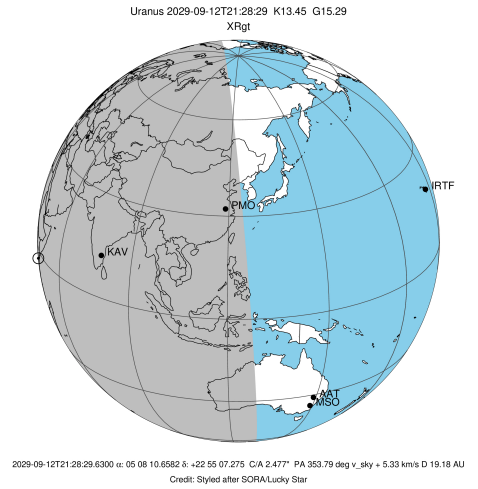 Uranus 2029-09-12T21:28:29 K13.45 G15.29
XRgt
IRTF
PMO
KAV
AAT
MSO
2029-09-12T21:28:29.6300 α: 05 08 10.6582 δ: +22 55 07.275 C/A 2.477" PA 353.79 deg v_sky + 5.33 km/s D 19.18 AU
Credit: Styled after SORA/Lucky Star